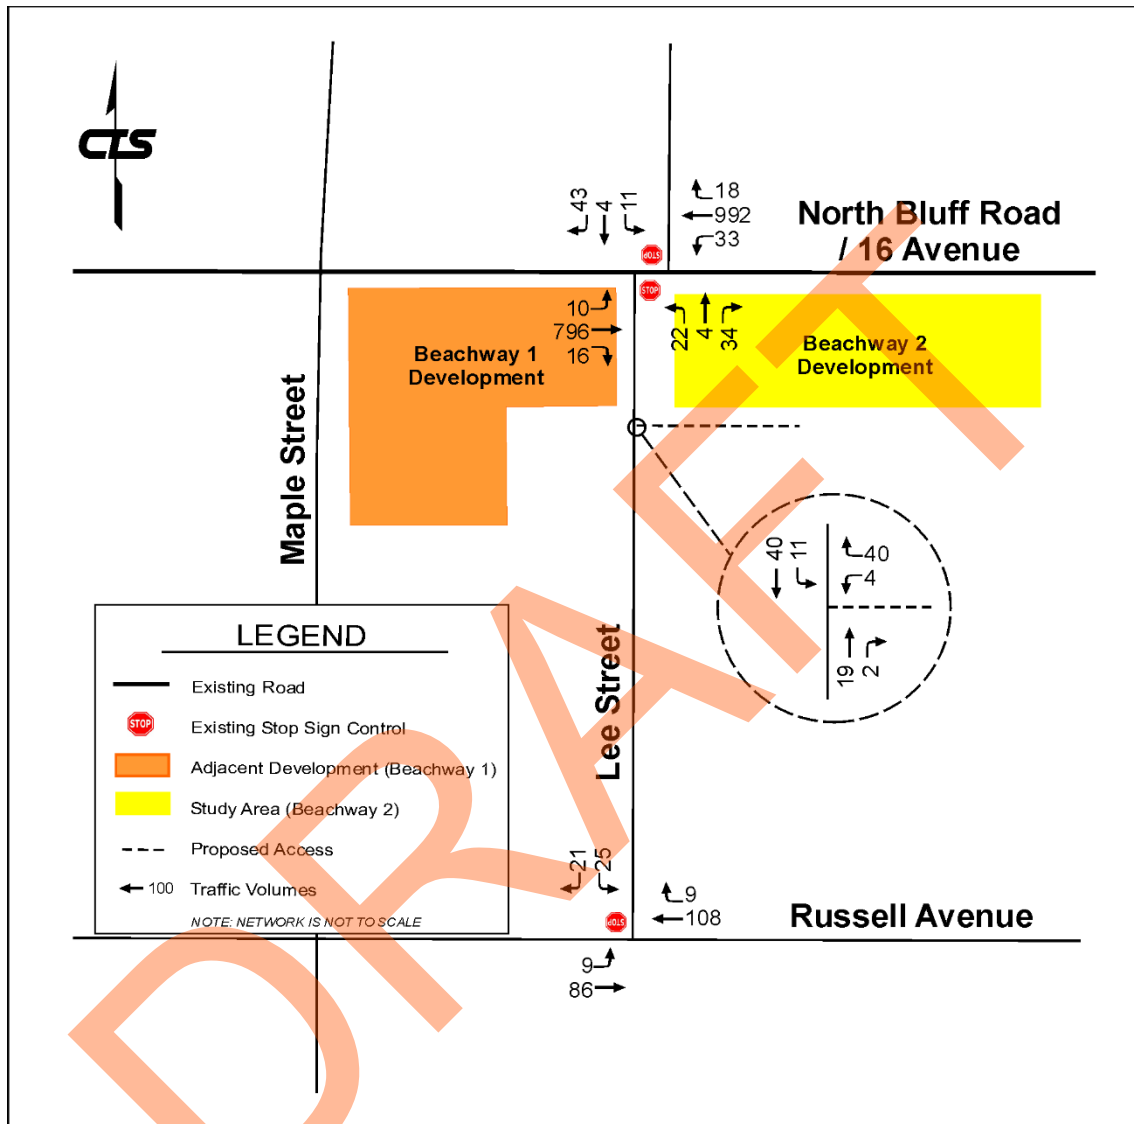 CTS
43
4
11
18
992
33
North Bluff Road
/ 16 Avenue
STOP
STOP
10
796
16
22
4
34
Beachway 1
Development
Beachway 2
Development
Maple Street
Lee Street
40
11
40
4
19
2
LEGEND
Existing Road
STOP
Existing Stop Sign Control
Adjacent Development (Beachway 1)
Study Area (Beachway 2)
Proposed Access
100
Traffic Volumes
NOTE: NETWORK IS NOT TO SCALE
21
25
9
108
STOP
Russell Avenue
9
86
DRAFT